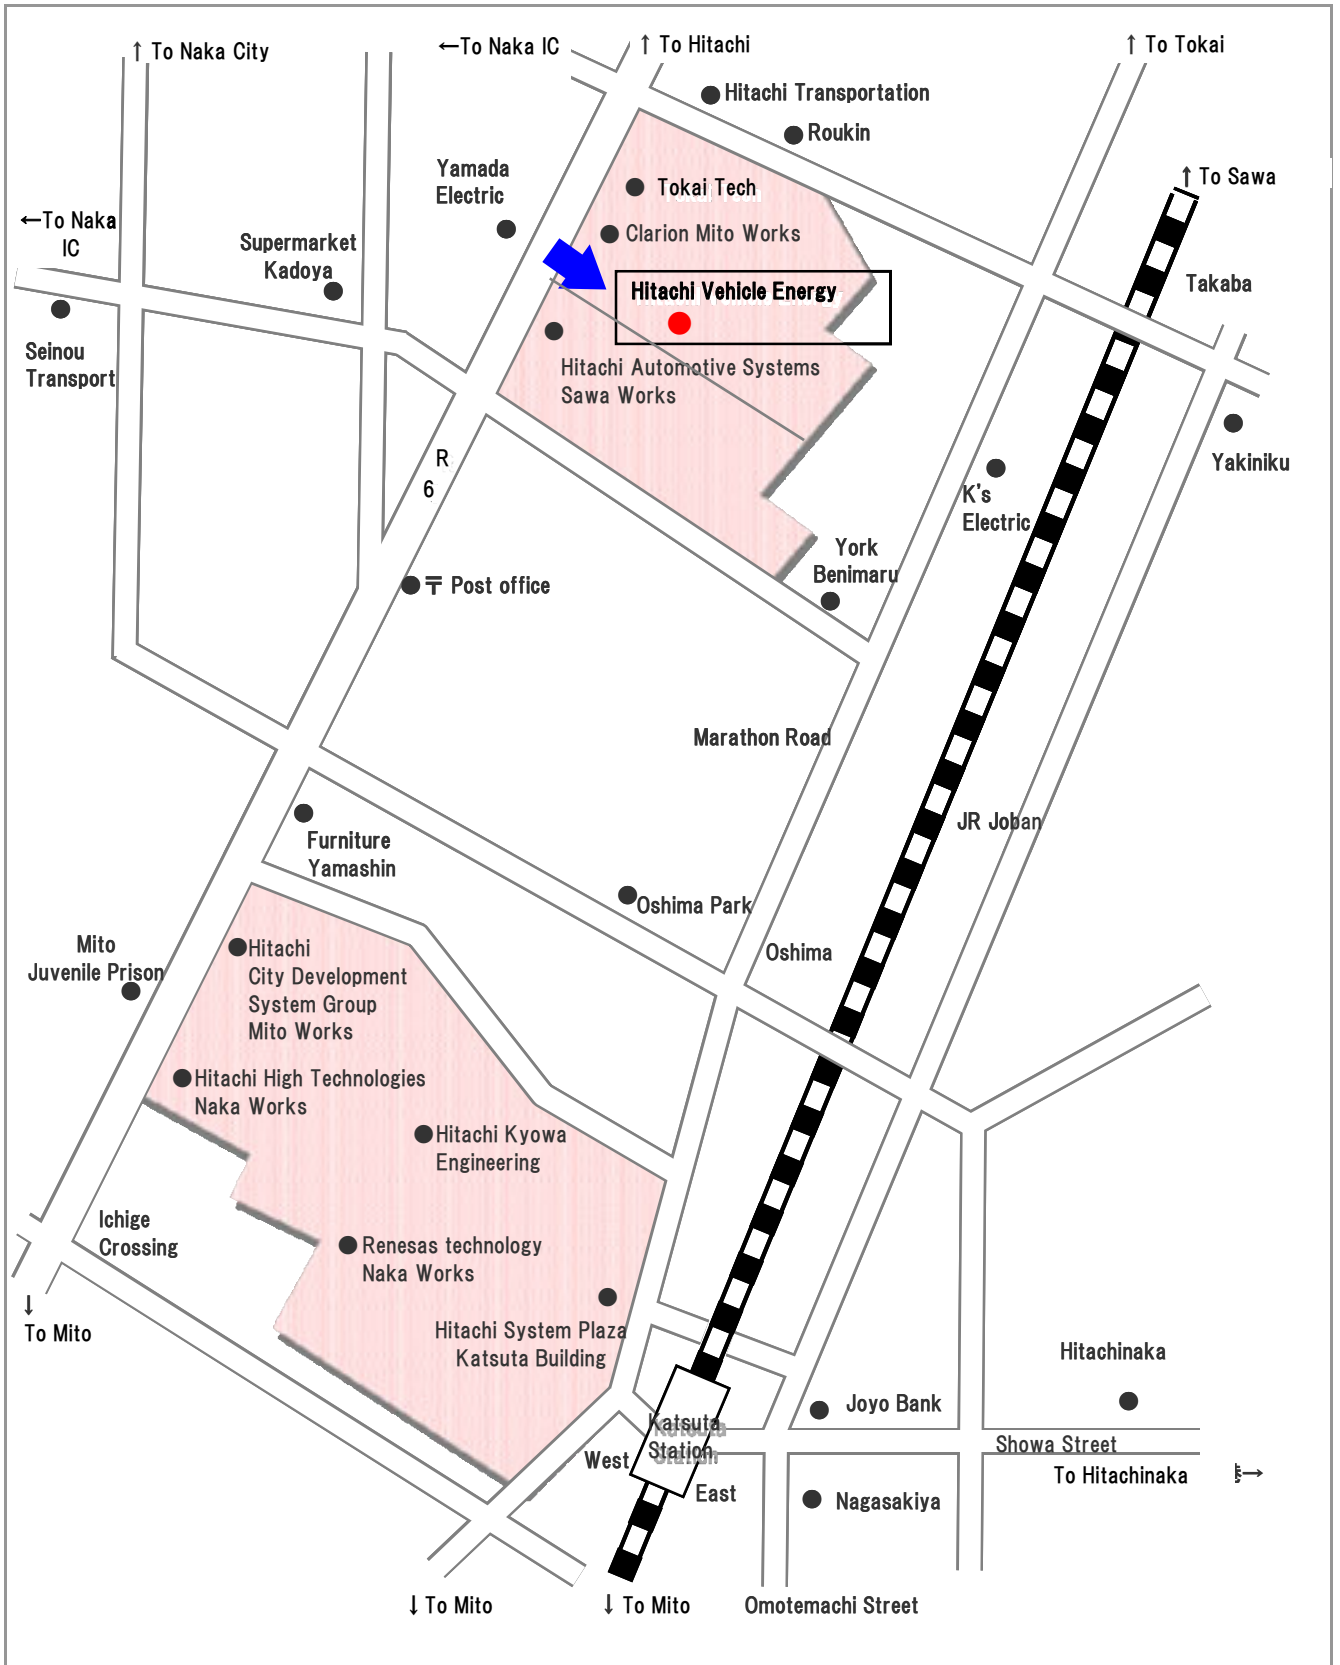 ↑ To Naka City
←To Naka IC
↑ To Hitachi
↑ To Tokai
Hitachi Transportation
Roukin
Yamada
Electric
Tokai Tech
↑ To Sawa
←To Naka
IC
Supermarket
Kadoya
Clarion Mito Works
Hitachi Vehicle Energy
Takaba
Seinou
Transport
Hitachi Automotive Systems
Sawa Works
R
6
Yakiniku
K's
Electric
York
Benimaru
〒 Post office
Marathon Road
JR Joban
Furniture
Yamashin
Oshima Park
Oshima
Mito
Juvenile Prison
Hitachi
City Development
System Group
Mito Works
Hitachi High Technologies
Naka Works
Hitachi Kyowa
Engineering
Ichige
Crossing
Renesas technology
Naka Works
↓
To Mito
Hitachi System Plaza
Katsuta Building
Hitachinaka
Joyo Bank
Katsuta
Station
West
East
Showa Street
To Hitachinaka →
Nagasakiya
↓ To Mito
↓ To Mito
Omotemachi Street